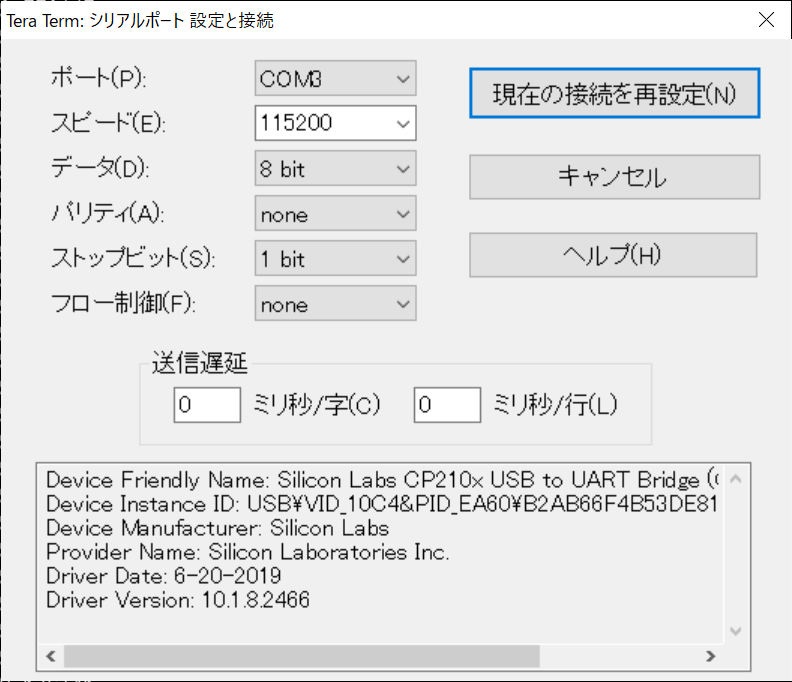 Tera Term: シリアルポート 設定と接続
ポート(P):
COM3
現在の接続を再設定(N)
スピード(E):
115200
データ(D):
8 bit
キャンセル
パリティ(A):
none
ストップビット(S):
1 bit
ヘルプ(H)
フロー制御(F):
none
送信遅延
0
ミリ秒/字(C)
0
ミリ秒/行(L)
Device Friendly Name: Silicon Labs CP210x USB to UART Bridge (
Device Instance ID: USB¥VID_10C4&PID_EA60¥B2AB66F4B53DE81
Device Manufacturer: Silicon Labs
Provider Name: Silicon Laboratories Inc.
Driver Date: 6-20-2019
Driver Version: 10.1.8.2466